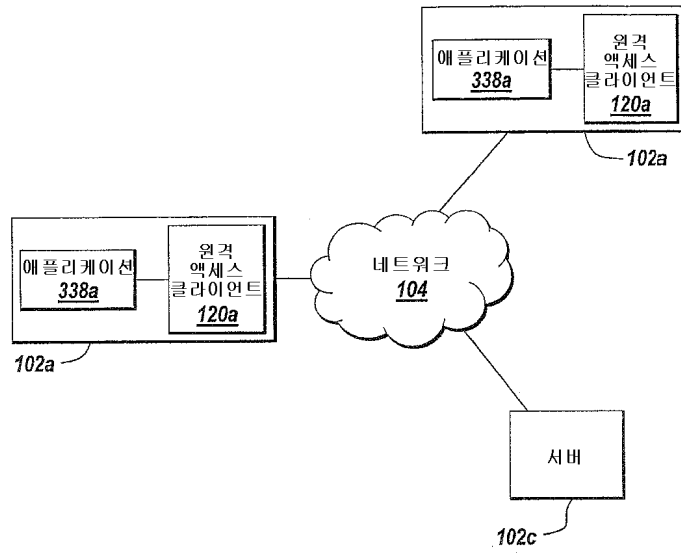 애플리케이션
338a
원격
액세스
클라이언트
120a
102a
애플리케이션
338a
원격
액세스
클라이언트
120a
102a
네트워크
104
서버
102c